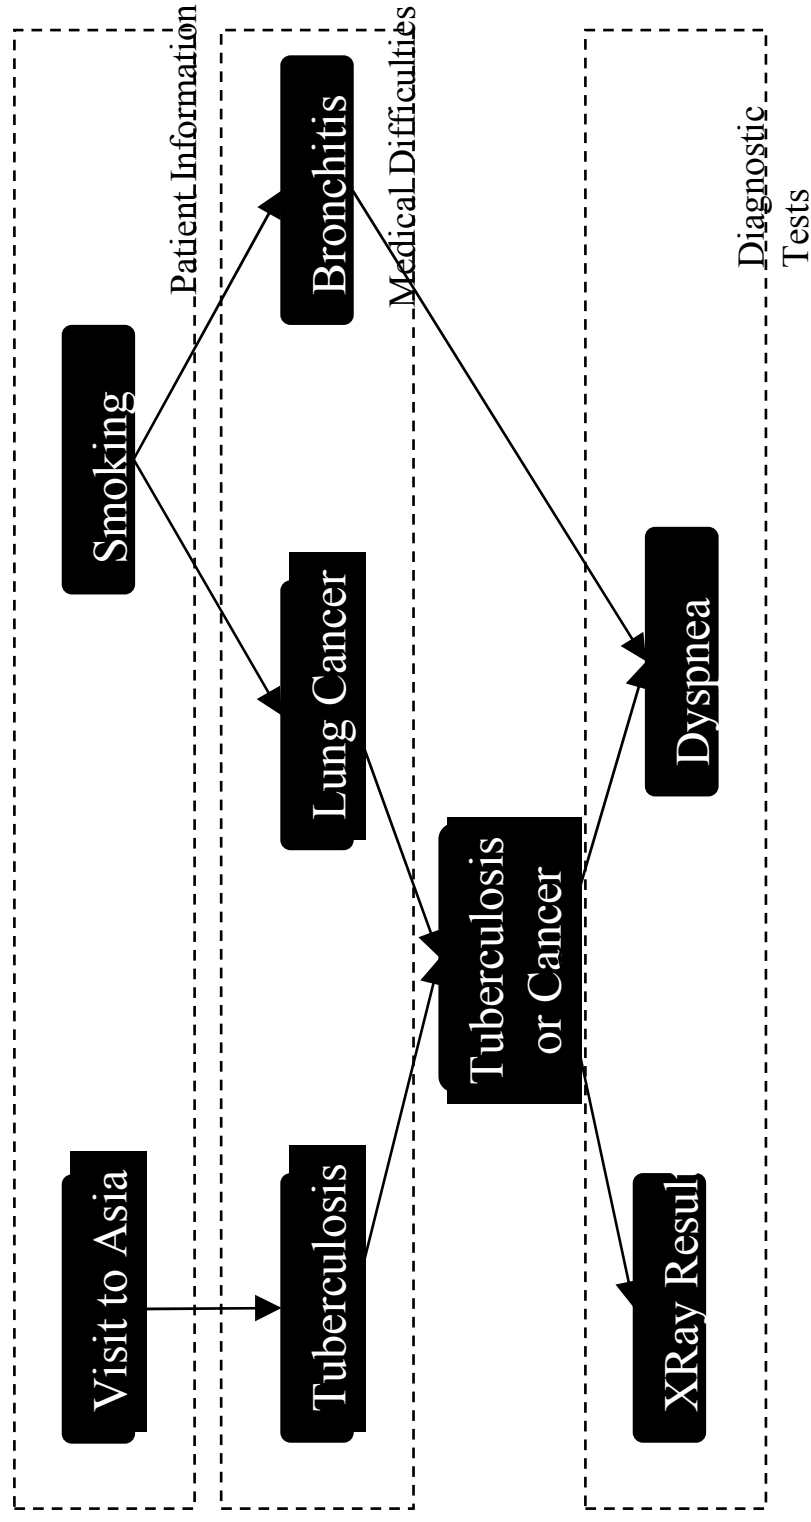 Visit to Asia
Smoking
Patient Information
Tuberculosis
Lung Cancer
Bronchitis
Medical Difficulties
Tuberculosis
or Cancer
XRay Result
Dyspnea
Diagnostic
Tests